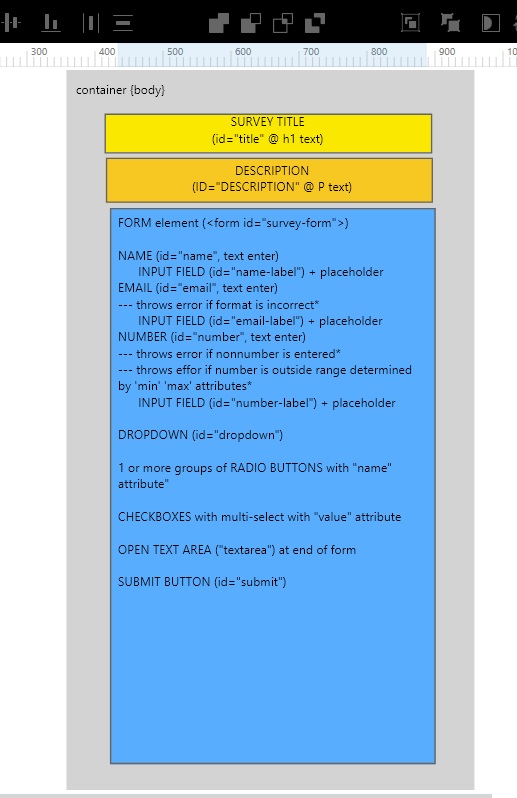 300 400 500 600 700 800 900 10
container {body}
SURVEY TITLE
(id="title" @ h1 text)
DESCRIPTION
(ID="DESCRIPTION" @ P text)
FORM element (<form id="survey-form">)
NAME (id="name", text enter)
INPUT FIELD (id="name-label") + placeholder
EMAIL (id="email", text enter)
--- throws error if format is incorrect*
INPUT FIELD (id="email-label") + placeholder
NUMBER (id="number", text enter)
--- throws error if nonnumber is entered*
--- throws effor if number is outside range determined
by 'min' 'max' attributes*
INPUT FIELD (id="number-label") + placeholder
DROPDOWN (id="dropdown")
1 or more groups of RADIO BUTTONS with "name"
attribute"
CHECKBOXES with multi-select with "value" attribute
OPEN TEXT AREA ("textarea") at end of form
SUBMIT BUTTON (id="submit")